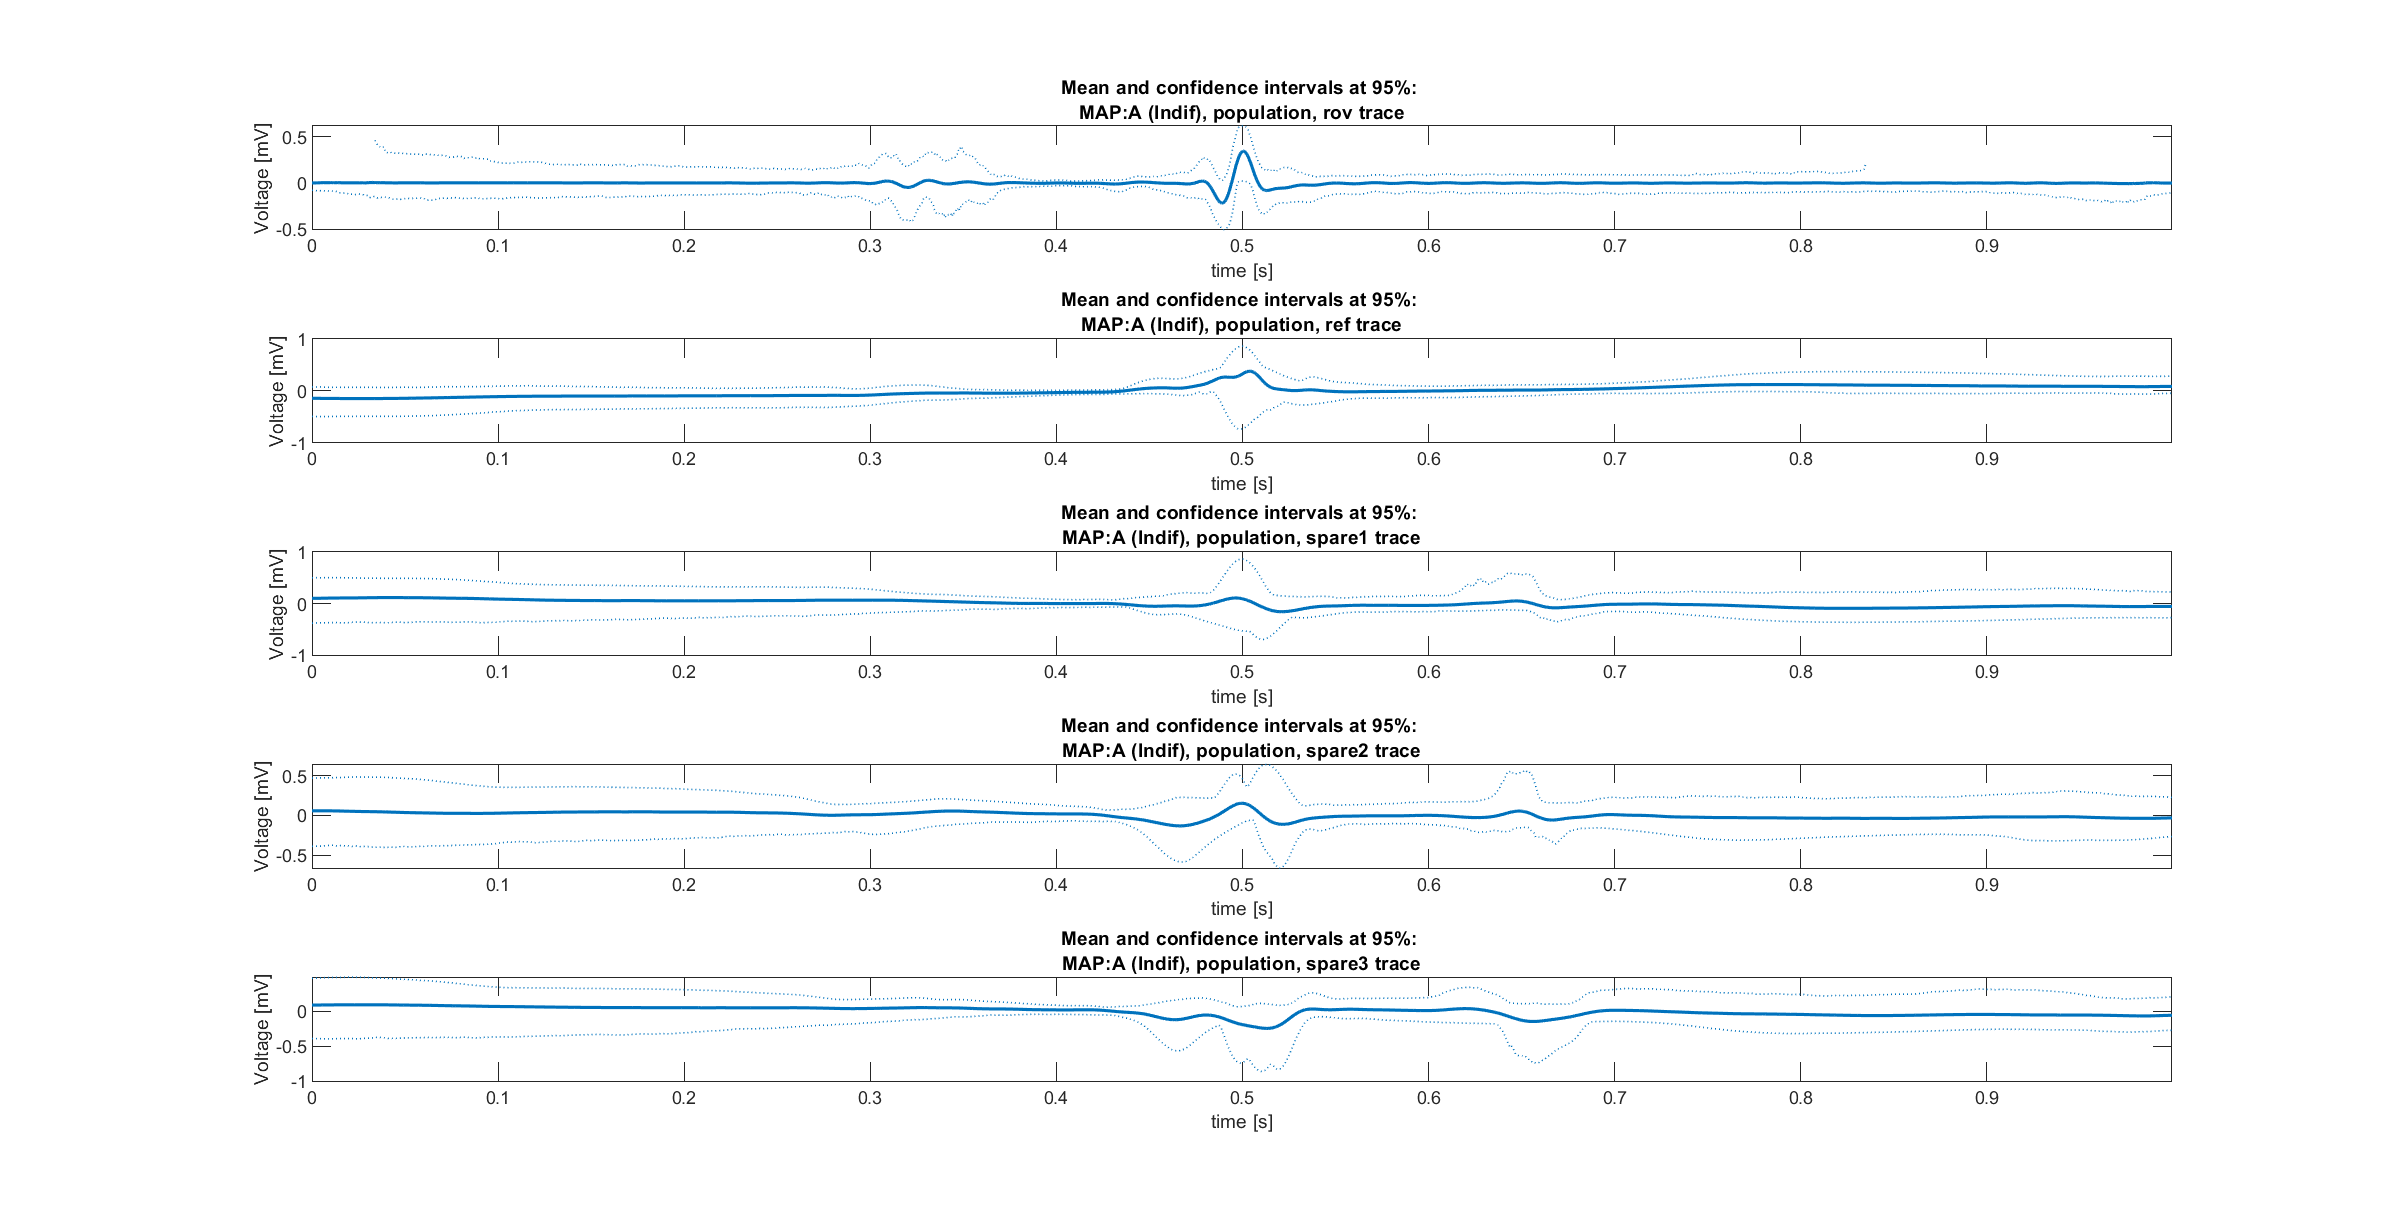 Mean and confidence intervals at 95%:
MAP:A (Indif), population, rov trace
Voltage [mV]
0.5
0
-0.5
0 0.1 0.2 0.3 0.4 0.5 0.6 0.7 0.8 0.9
time [s]
Mean and confidence intervals at 95%:
MAP:A (Indif), population, ref trace
Voltage [mV]
1
0
-1
0 0.1 0.2 0.3 0.4 0.5 0.6 0.7 0.8 0.9
time [s]
Mean and confidence intervals at 95%:
MAP:A (Indif), population, spare1 trace
Voltage [mV]
1
0
-1
0 0.1 0.2 0.3 0.4 0.5 0.6 0.7 0.8 0.9
time [s]
Mean and confidence intervals at 95%:
MAP:A (Indif), population, spare2 trace
Voltage [mV]
0.5
0
-0.5
0 0.1 0.2 0.3 0.4 0.5 0.6 0.7 0.8 0.9
time [s]
Mean and confidence intervals at 95%:
MAP:A (Indif), population, spare3 trace
Voltage [mV]
0
-0.5
-1
0 0.1 0.2 0.3 0.4 0.5 0.6 0.7 0.8 0.9
time [s]